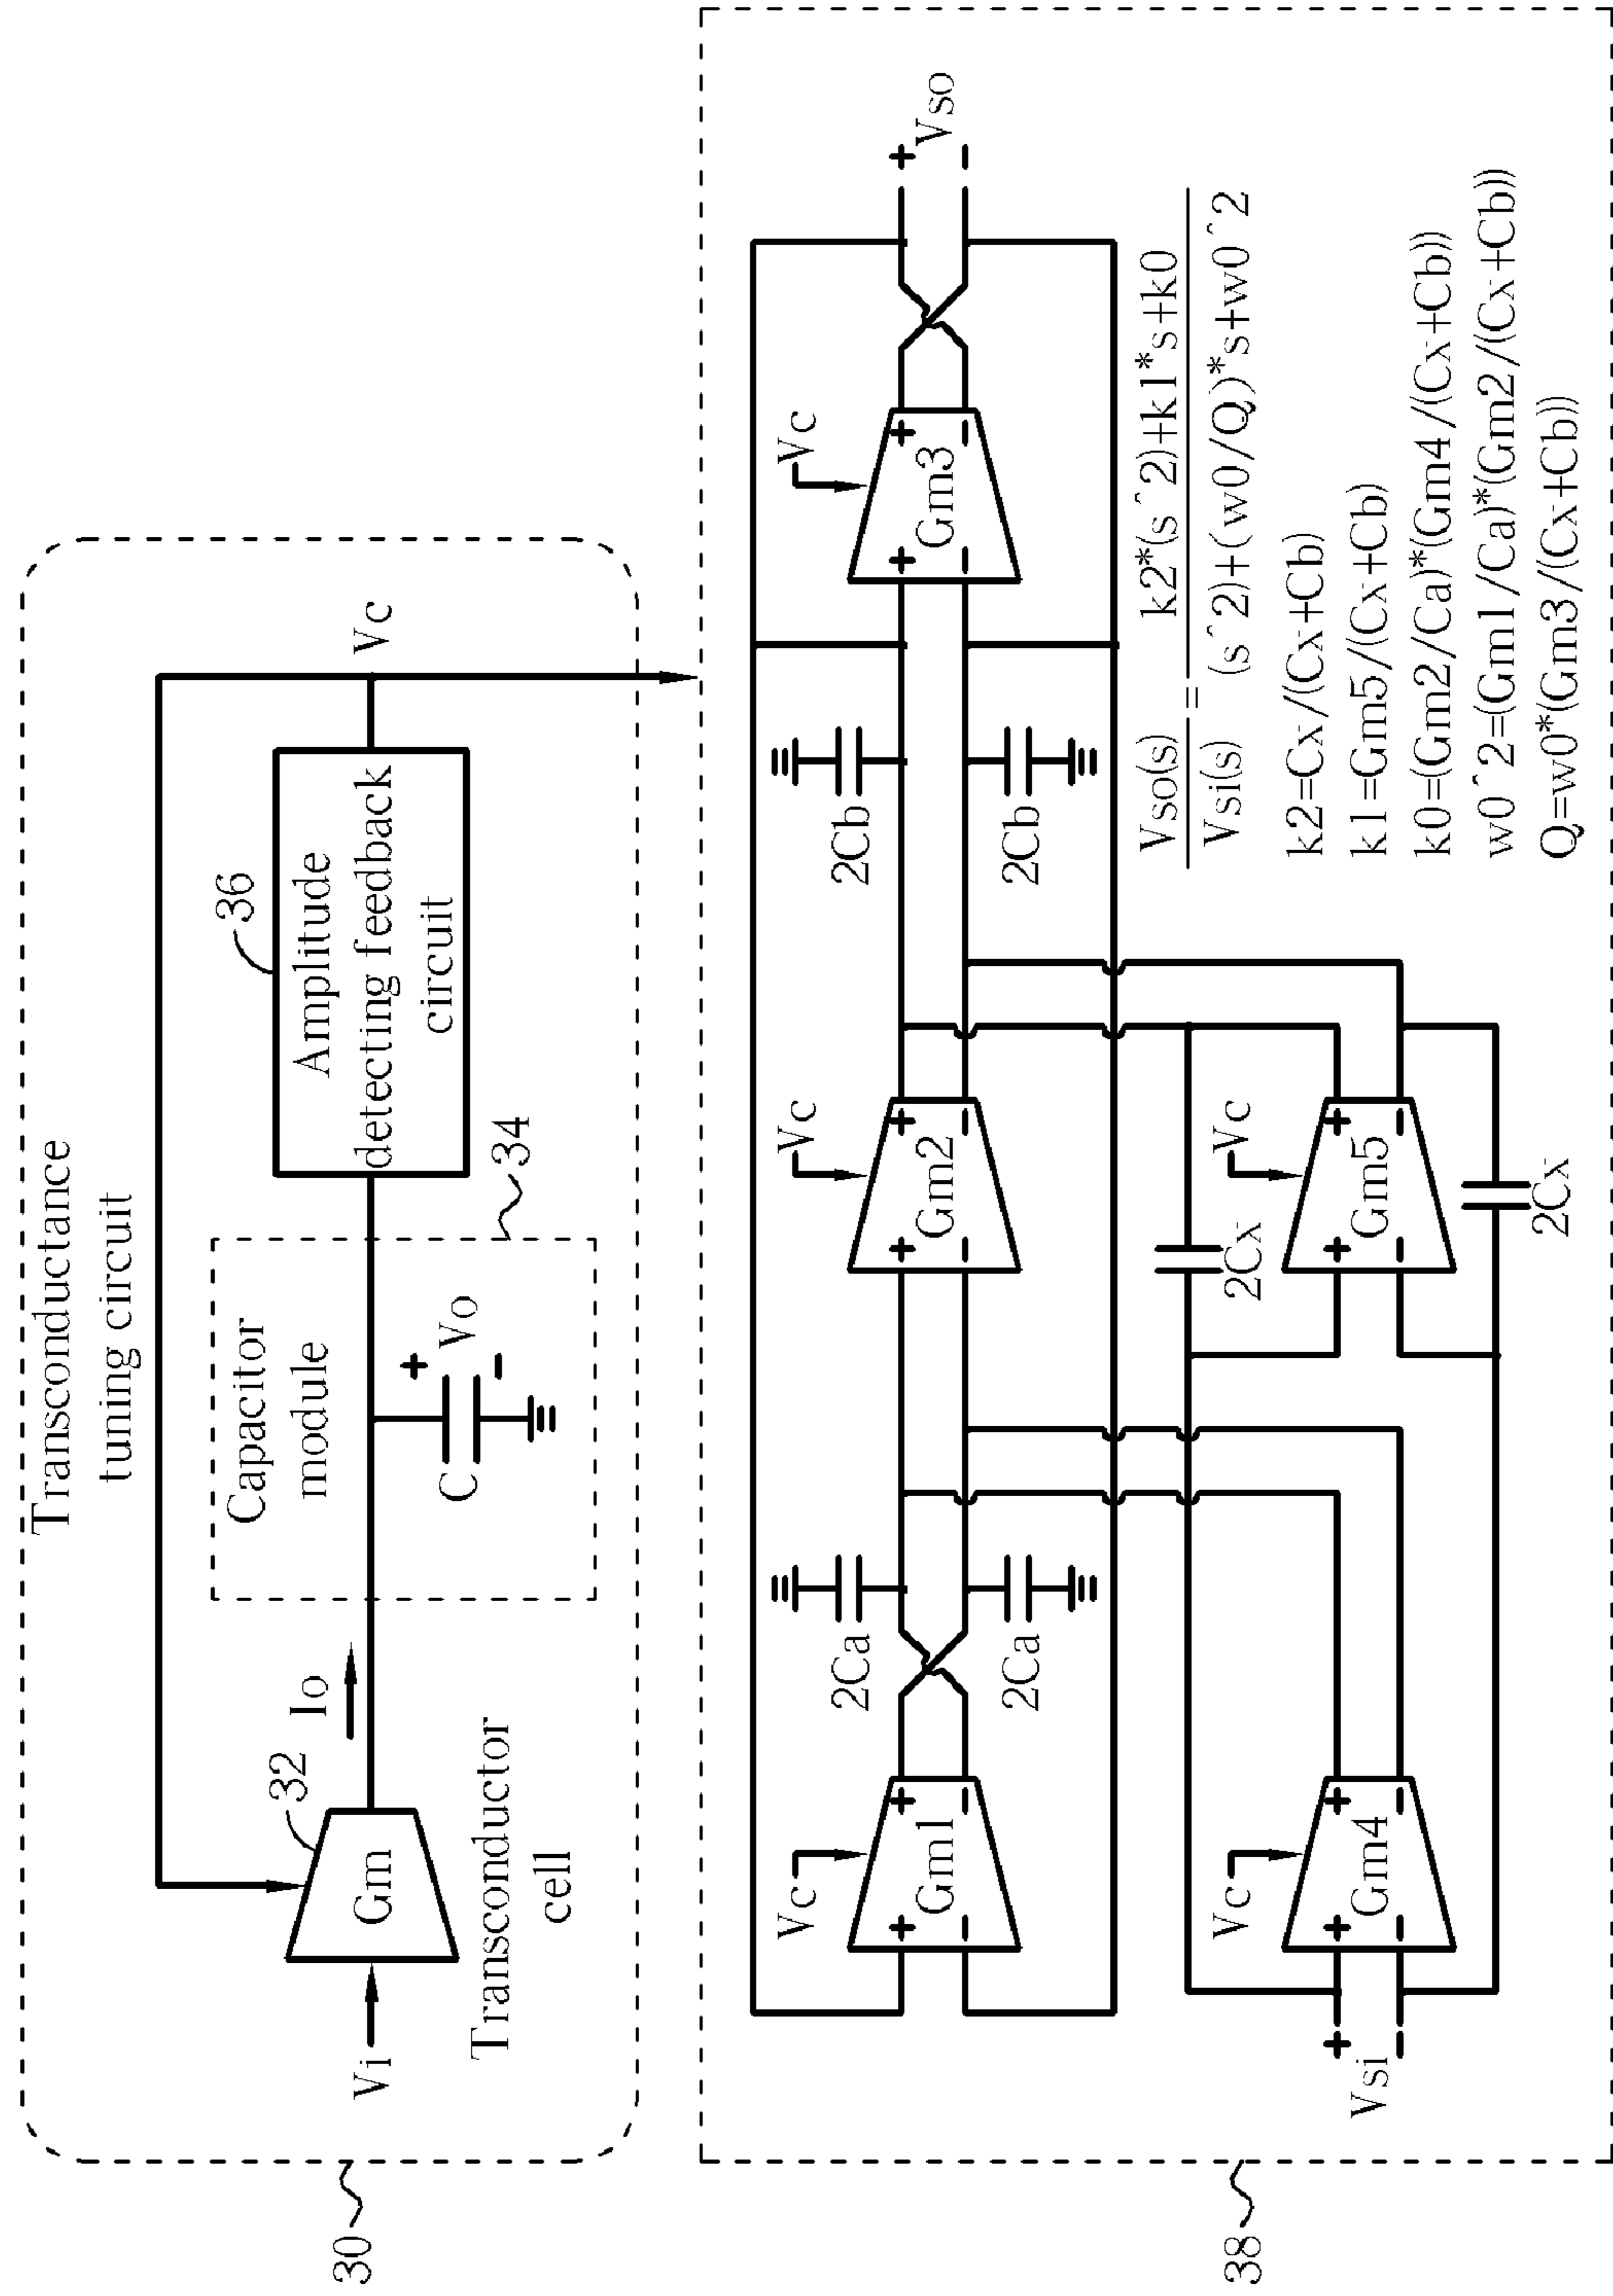 Transconductance
tuning circuit
30
Vi
Gm
32
Transconductor
cell
Io
Capacitor
module
C
+
Vo
-
34
Amplitude
detecting feedback
circuit
36
Vc
38
Vc
+ +
Gm1
- -
2Ca
2Ca
Vc
+ +
Gm2
- -
2Cb
2Cb
Vc
+ +
Gm3
- -
+
Vso
-
+
Vsi
-
Vc
+ +
Gm4
- -
2Cx
Vc
+ +
Gm5
- -
2Cx
Vso(s) k2*(s^2)+k1*s+k0
=
Vsi(s) (s^2)+(w0/Q)*s+w0^2
k2=Cx/(Cx+Cb)
k1=Gm5/(Cx+Cb)
k0=(Gm2/Ca)*(Gm4/(Cx+Cb))
w0^2=(Gm1/Ca)*(Gm2/(Cx+Cb))
Q=w0*(Gm3/(Cx+Cb))